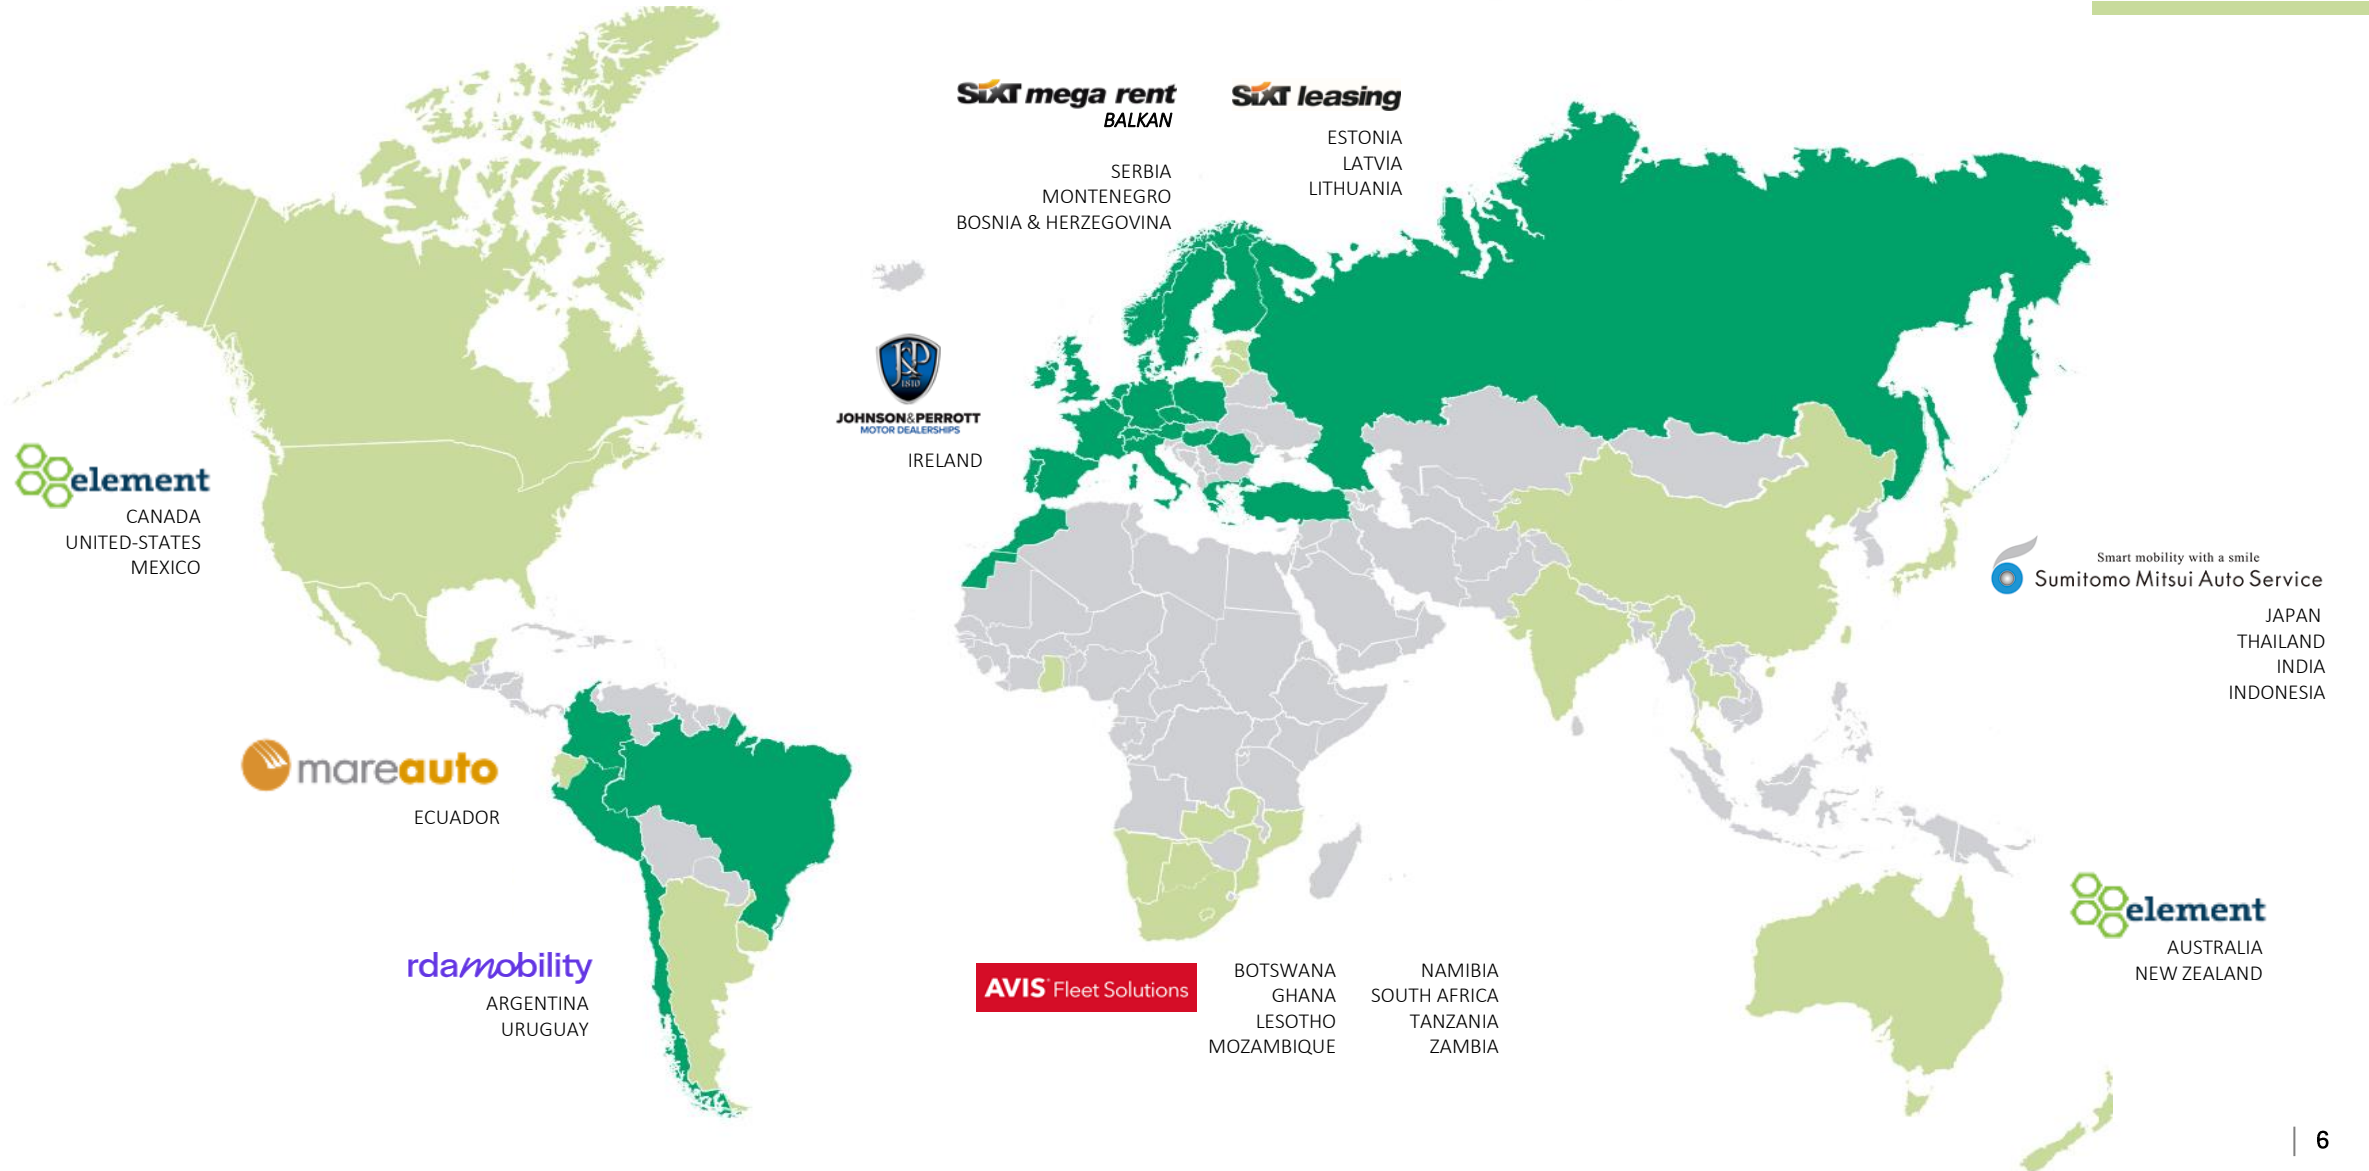 SIXT mega rent
BALKAN
SERBIA
MONTENEGRO
BOSNIA & HERZEGOVINA
SIXT leasing
ESTONIA
LATVIA
LITHUANIA
J&P
1810
JOHNSON&PERROTT
MOTOR DEALERSHIPS
IRELAND
element
CANADA
UNITED-STATES
MEXICO
Smart mobility with a smile
Sumitomo Mitsui Auto Service
JAPAN
THAILAND
INDIA
INDONESIA
mareauto
ECUADOR
element
AUSTRALIA
NEW ZEALAND
rdamobility
ARGENTINA
URUGUAY
AVIS Fleet Solutions
BOTSWANA
GHANA
LESOTHO
MOZAMBIQUE
NAMIBIA
SOUTH AFRICA
TANZANIA
ZAMBIA
6